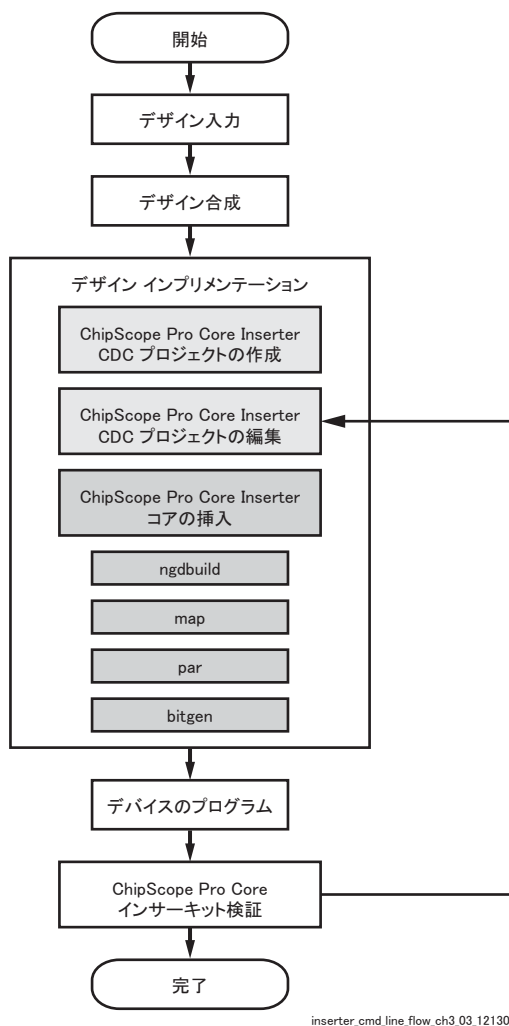 開始
デザイン入力
デザイン合成
デザイン インプリメンテーション
ChipScope Pro Core Inserter
CDC プロジェクトの作成
ChipScope Pro Core Inserter
CDC プロジェクトの編集
ChipScope Pro Core Inserter
コアの挿入
ngdbuild
map
par
bitgen
デバイスのプログラム
ChipScope Pro Core
インサーキット検証
完了
inserter_cmd_line_flow_ch3_03_12130